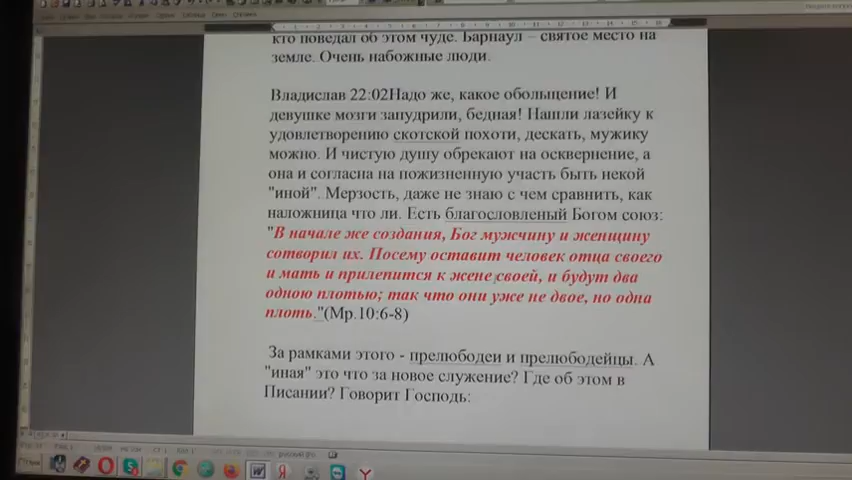 кто поведал об этом чуде. Барнаул – святое место на
земле. Очень набожные люди.
Владислав 22:02Надо же, какое обольщение! И
девушке мозги запудрили, бедная! Нашли лазейку к
удовлетворению скотской похоти, дескать, мужику
можно. И чистую душу обрекают на осквернение, а
она и согласна на пожизненную участь быть некой
"иной". Мерзость, даже не знаю с чем сравнить, как
наложница что ли. Есть благословленый Богом союз:
"В начале же создания, Бог мужчину и женщину
сотворил их. Посему оставит человек отца своего
и мать и прилепится к жене своей, и будут два
одною плотью; так что они уже не двое, но одна
плоть."(Мр.10:6-8)
За рамками этого - прелюбодеи и прелюбодейцы. А
"иная" это что за новое служение? Где об этом в
Писании? Говорит Господь: